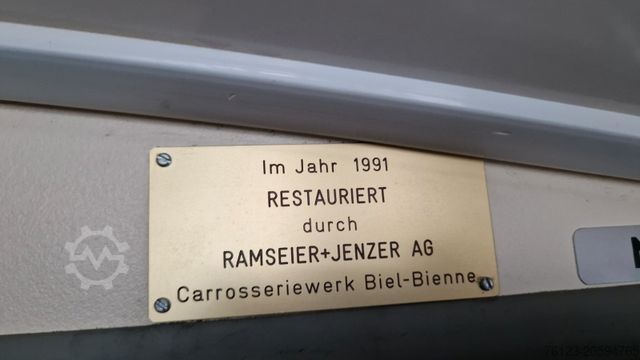 Im Jahr 1991
RESTAURIERT
durch
RAMSEIER+JENZER AG
Carrosseriewerk Biel-Bienne